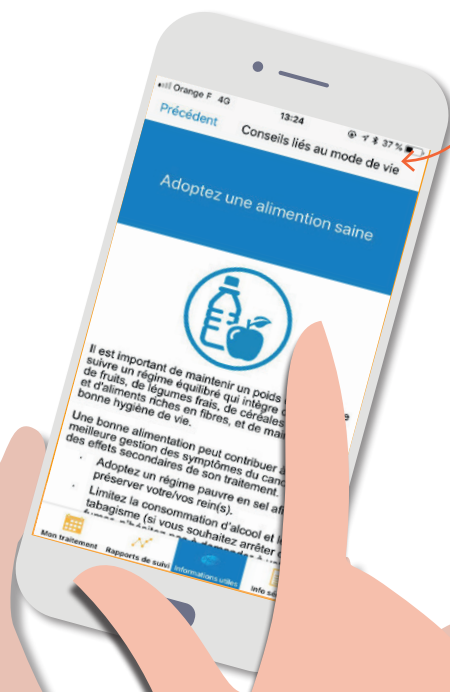 Orange F 4G 13:24 37 %
Précédent Conseils liés au mode de vie
Adoptez une alimention saine
Il est important de maintenir un poids
suivre un régime équilibré qui intègre
de fruits, de légumes frais, de céréales
et d'aliments riches en fibres, et de
bonne hygiène de vie.
Une bonne alimentation peut contribuer
meilleure gestion des symptômes du
des effets secondaires de son traitement.
· Adoptez un régime pauvre en sel
préserver votre/vos rein(s).
· Limitez la consommation d'alcool et
tabagisme (si vous souhaitez arrêter
Mon traitement Rapports de suivi Informations utiles Info